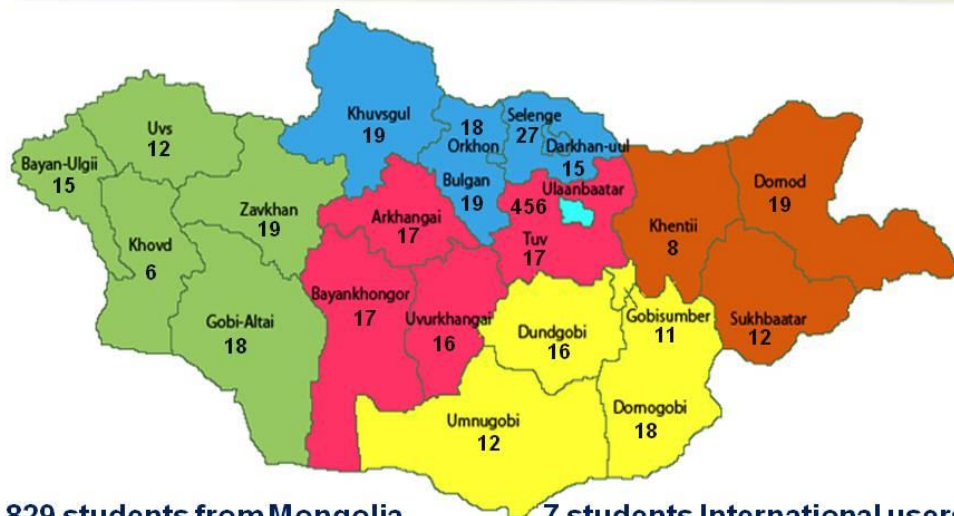 Khuvsgul
19
18
Orkhon
Selenge
27
Darkhan-uul
15
Bulgan
19
Uvs
12
Bayan-Ulgii
15
Khovd
6
Zavkhan
19
Gobi-Altai
18
Arkhangai
17
Ulaanbaatar
456
Tuv
17
Bayankhongor
17
Uvurkhangai
16
Khentii
8
Dornod
19
Sukhbaatar
12
Dundgobi
16
Gobisumber
11
Umnugobi
12
Dornogobi
18
829 students from Mongolia
7 students International users